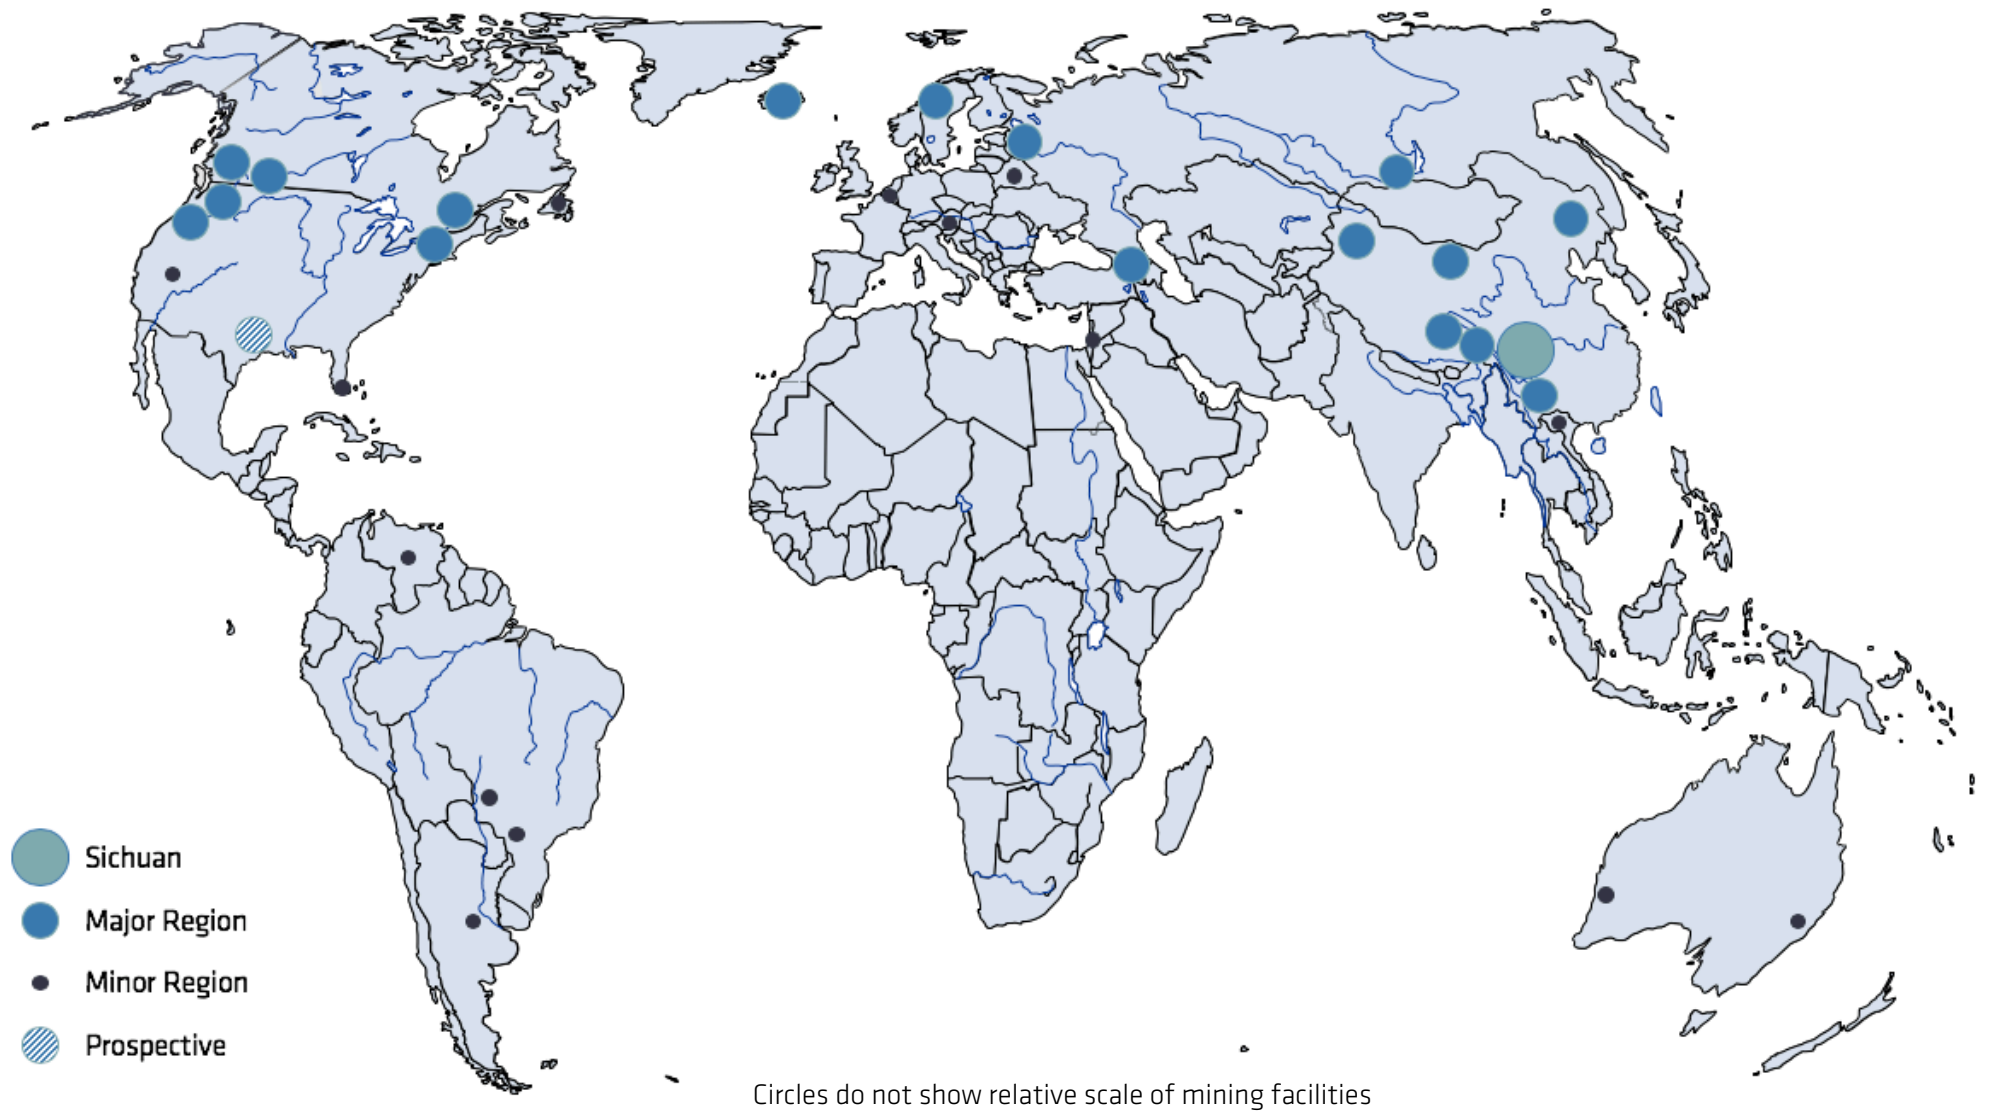 Sichuan
Major Region
Minor Region
Prospective
Circles do not show relative scale of mining facilities